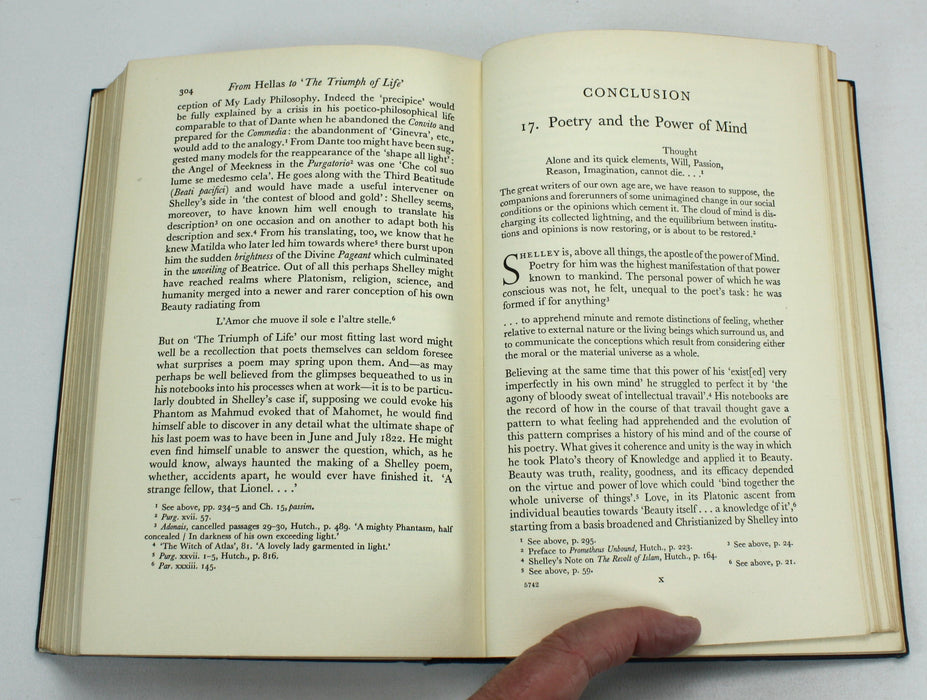 304
From Hellas to 'The Triumph of Life'
ception of My Lady Philosophy. Indeed the 'precipice' would
be fully explained by a crisis in his poetico-philosophical life
comparable to that of Dante when he abandoned the Convito and
prepared for the Commedia: the abandonment of 'Ginevra', etc.,
would add to the analogy.¹ From Dante too might have been sug-
gested many models for the reappearance of the 'shape all light':
the Angel of Meekness in the Purgatorio² was one 'Che col suo
lume se medesmo cela'. He goes along with the Third Beatitude
(Beati pacifici) and would have made a useful intervener on
Shelley's side in 'the contest of blood and gold': Shelley seems,
moreover, to have known him well enough to translate his
description³ on one occasion and on another to adapt both his
description and sex.⁴ From his translating, too, we know that he
knew Matilda who later led him towards where⁵ there burst upon
him the sudden brightness of the Divine Pageant which culminated
in the unveiling of Beatrice. Out of all this perhaps Shelley might
have reached realms where Platonism, religion, science, and
humanity merged into a newer and rarer conception of his own
Beauty radiating from
L'Amor che muove il sole e l'altre stelle.⁶
But on 'The Triumph of Life' our most fitting last word might
well be a recollection that poets themselves can seldom foresee
what surprises a poem may spring upon them. And—as may
perhaps be well believed from the glimpses bequeathed to us in
his notebooks into his processes when at work—it is to be particu-
larly doubted in Shelley's case if, supposing we could evoke his
Phantom as Mahmud evoked that of Mahomet, he would find
himself able to discover in any detail what the ultimate shape of
his last poem was to have been in June and July 1822. He might
even find himself unable to answer the question, which, as he
would know, always haunted the making of a Shelley poem,
whether, accidents apart, he would ever have finished it. 'A
strange fellow, that Lionel. . . .'
¹ See above, pp. 234–5 and Ch. 15, passim.
² Purg. xvii. 57.
³ Adonais, cancelled passages 29–30, Hutch., p. 489. 'A mighty Phantasm, half
concealed / In darkness of his own exceeding light.'
⁴ 'The Witch of Atlas', 81. 'A lovely lady garmented in light.'
⁵ Purg. xxvii. 1–5, Hutch., p. 816.
⁶ Par. xxxiii. 145.
CONCLUSION
17. Poetry and the Power of Mind
Thought
Alone and its quick elements, Will, Passion,
Reason, Imagination, cannot die. . . .¹
The great writers of our own age are, we have reason to suppose, the
companions and forerunners of some unimagined change in our social
conditions or the opinions which cement it. The cloud of mind is dis-
charging its collected lightning, and the equilibrium between institu-
tions and opinions is now restoring, or is about to be restored.²
SHELLEY is, above all things, the apostle of the power of Mind.
Poetry for him was the highest manifestation of that power
known to mankind. The personal power of which he was
conscious was not, he felt, unequal to the poet's task: he was
formed if for anything³
. . . to apprehend minute and remote distinctions of feeling, whether
relative to external nature or the living beings which surround us, and
to communicate the conceptions which result from considering either
the moral or the material universe as a whole.
Believing at the same time that this power of his 'exist[ed] very
imperfectly in his own mind' he struggled to perfect it by 'the
agony of bloody sweat of intellectual travail'.⁴ His notebooks are
the record of how in the course of that travail thought gave a
pattern to what feeling had apprehended and the evolution of
this pattern comprises a history of his mind and of the course of
his poetry. What gives it coherence and unity is the way in which
he took Plato's theory of Knowledge and applied it to Beauty.
Beauty was truth, reality, goodness, and its efficacy depended
on the virtue and power of love which could 'bind together the
whole universe of things'.⁵ Love, in its Platonic ascent from
individual beauties towards 'Beauty itself . . . a knowledge of it',⁶
starting from a basis broadened and Christianized by Shelley into
¹ See above, p. 295.
² Preface to Prometheus Unbound, Hutch., p. 223.
³ See above, p. 24.
⁴ Shelley's Note on The Revolt of Islam, Hutch., p. 164.
⁵ See above, p. 59.
⁶ See above, p. 21.
5742
X